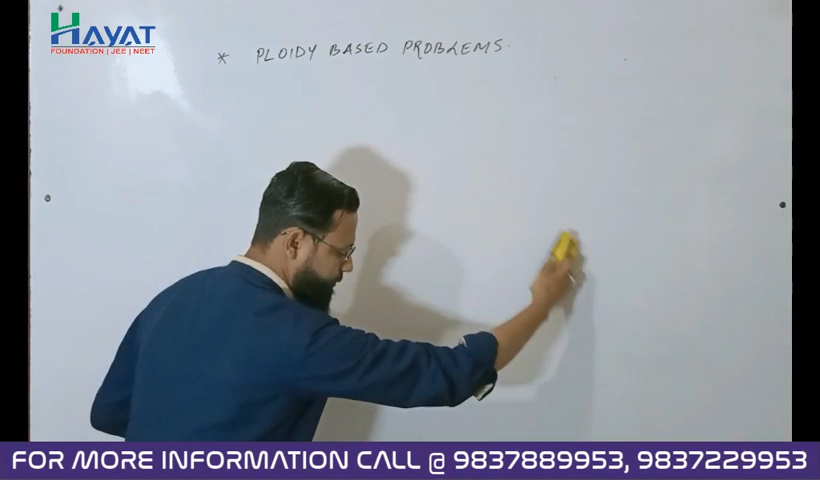 HAYAT
FOUNDATION | JEE | NEET
* PLOIDY BASED PROBLEMS.
FOR MORE INFORMATION CALL @ 9837889953, 9837229953